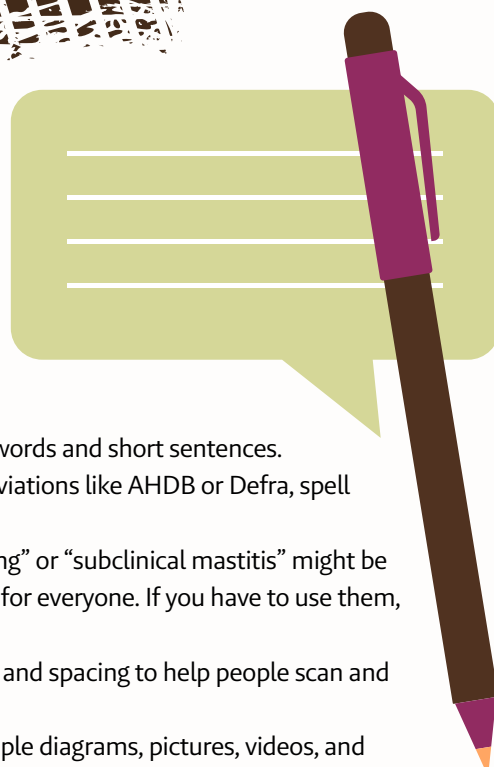 words and short sentences.
viations like AHDB or Defra, spell
ng” or “subclinical mastitis” might be
for everyone. If you have to use them,
and spacing to help people scan and
ple diagrams, pictures, videos, and